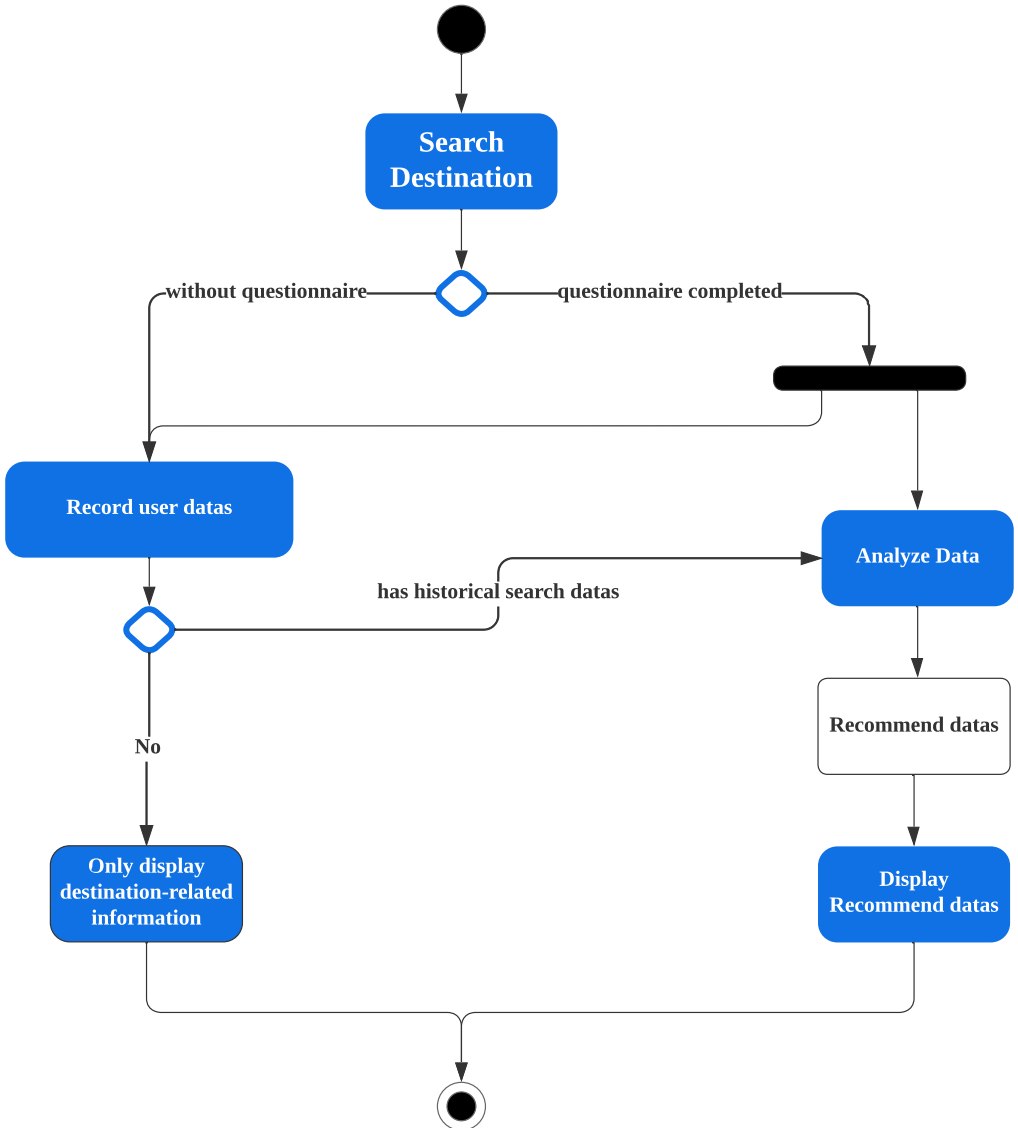 Search
Destination
without questionnaire
questionnaire completed
Record user datas
Analyze Data
has historical search datas
Recommend datas
No
Only display
destination-related
information
Display
Recommend datas